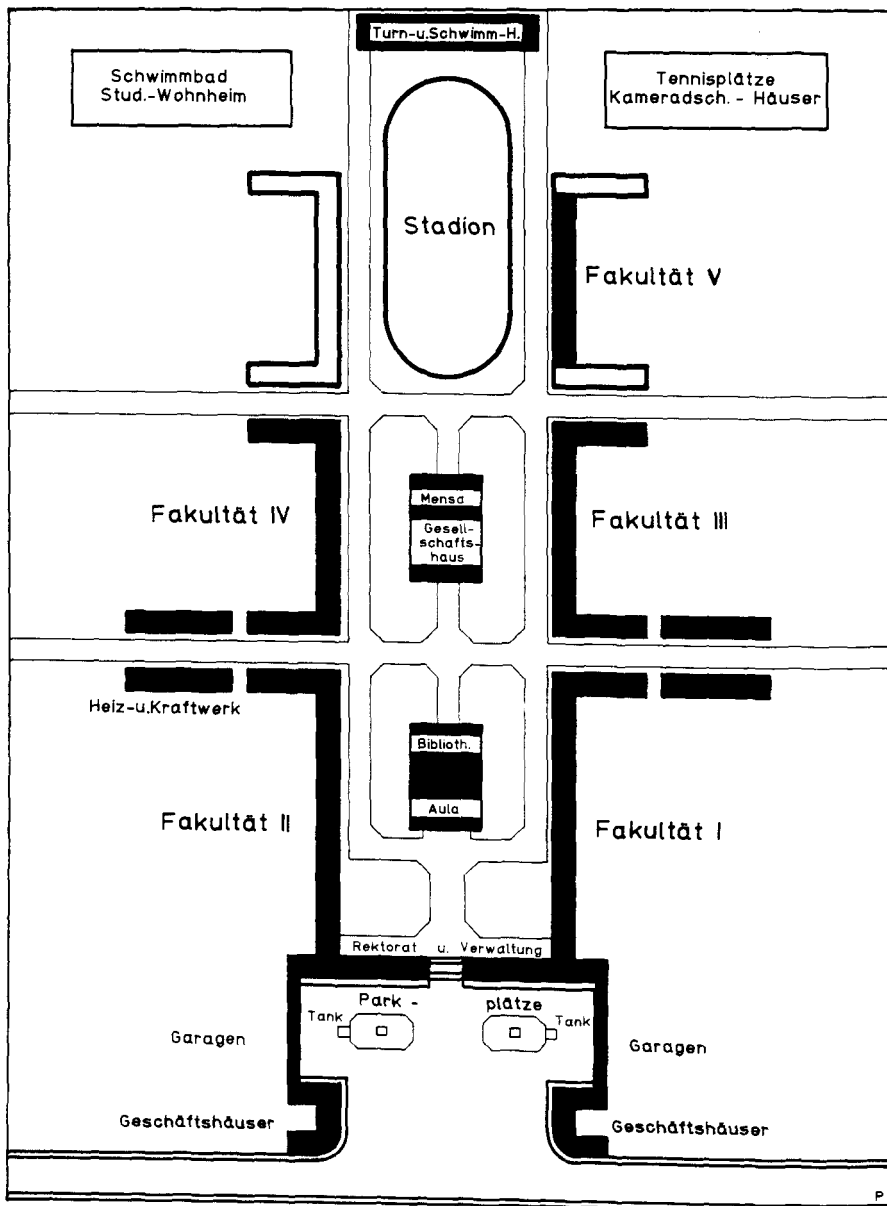 Turn-u.Schwimm-H.
Schwimmbad
Stud.-Wohnheim
Tennisplätze
Kameradsch. - Häuser
Stadion
Fakultät V
Mensa
Fakultät IV
Gesell-
schafts-
haus
Fakultät III
Heiz-u.Kraftwerk
Biblioth.
Aula
Fakultät II
Fakultät I
Rektorat u. Verwaltung
Park - plätze
Tank
Tank
Garagen
Garagen
Geschäftshäuser
Geschäftshäuser
P